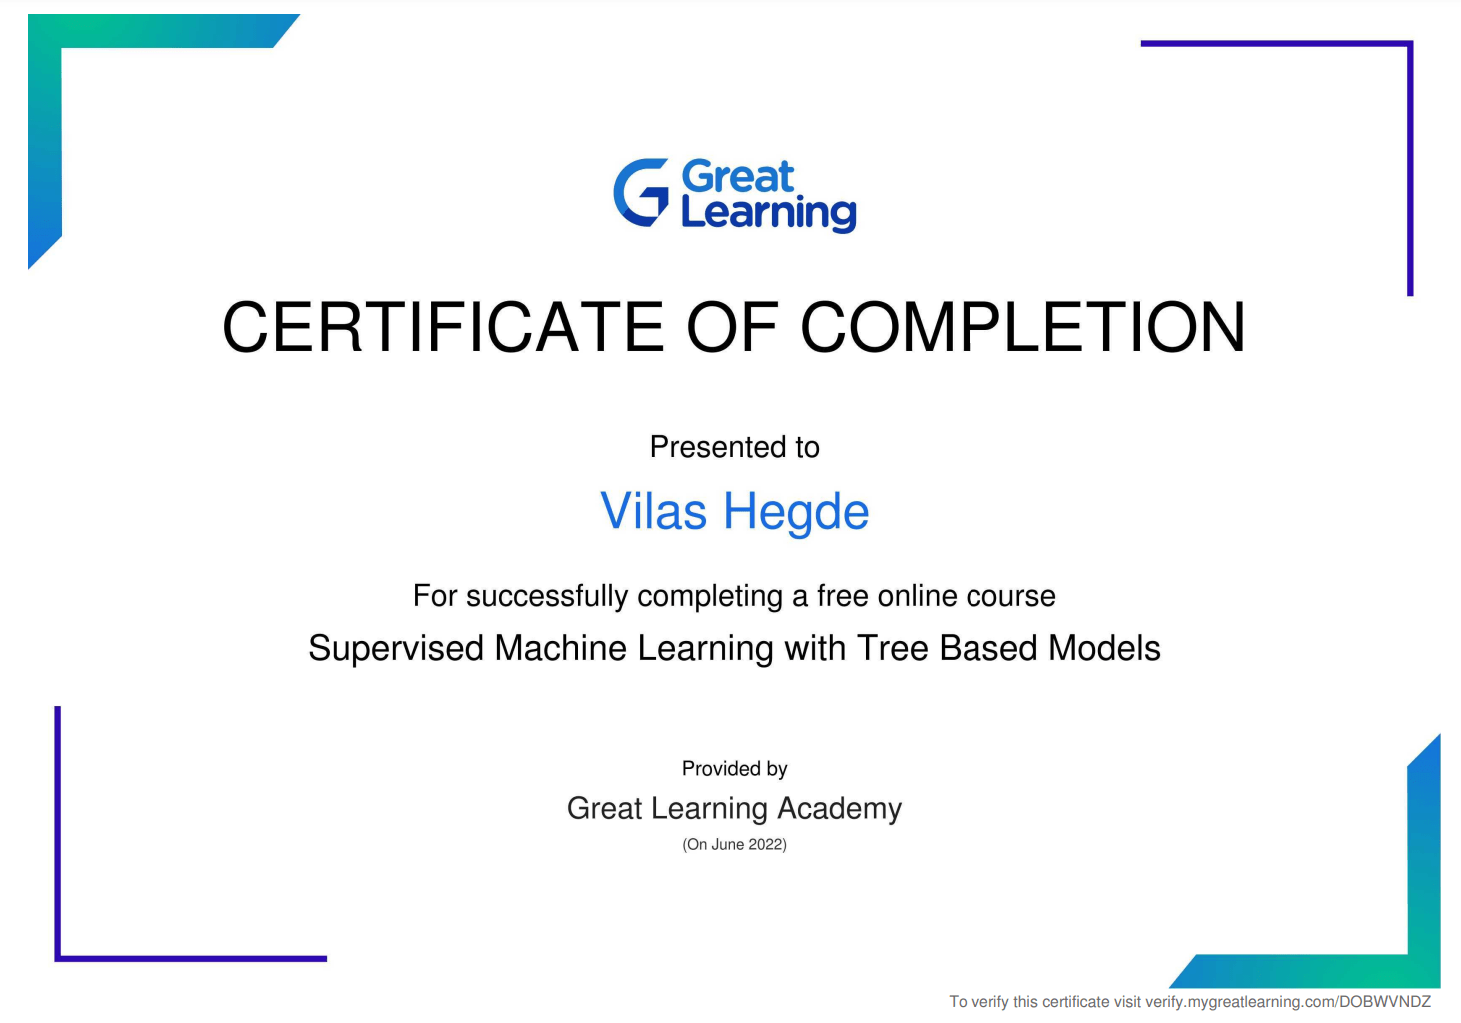 Great
Learning
CERTIFICATE OF COMPLETION
Presented to
Vilas Hegde
For successfully completing a free online course
Supervised Machine Learning with Tree Based Models
Provided by
Great Learning Academy
(On June 2022)
To verify this certificate visit verify.mygreatlearning.com/DOBWVNDZ